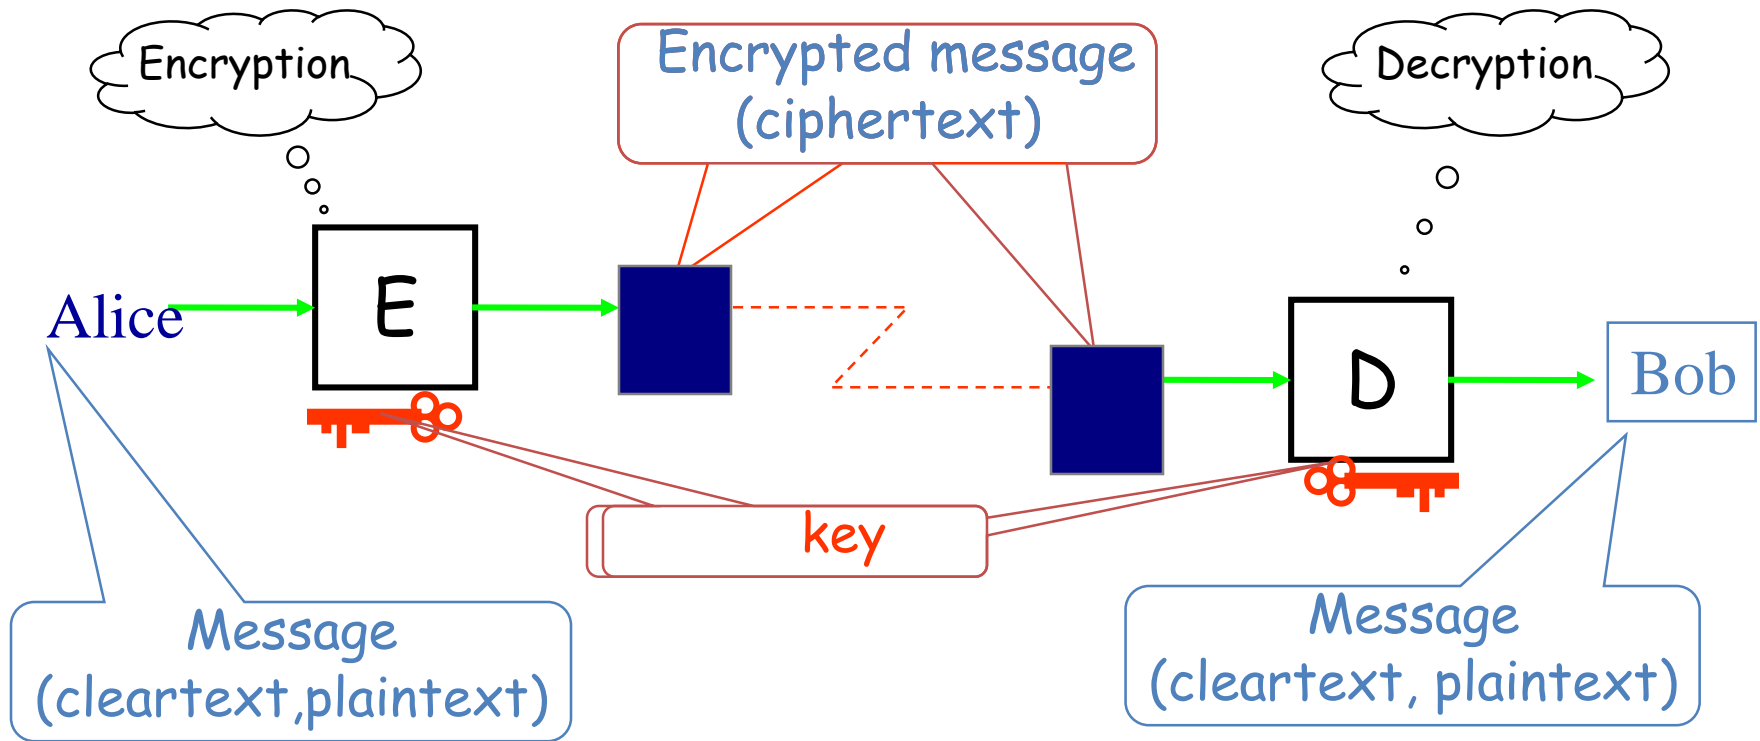 Encryption
Encrypted message
(ciphertext)
Decryption
E
Alice
D
Bob
key
Message
(cleartext,plaintext)
Message
(cleartext, plaintext)